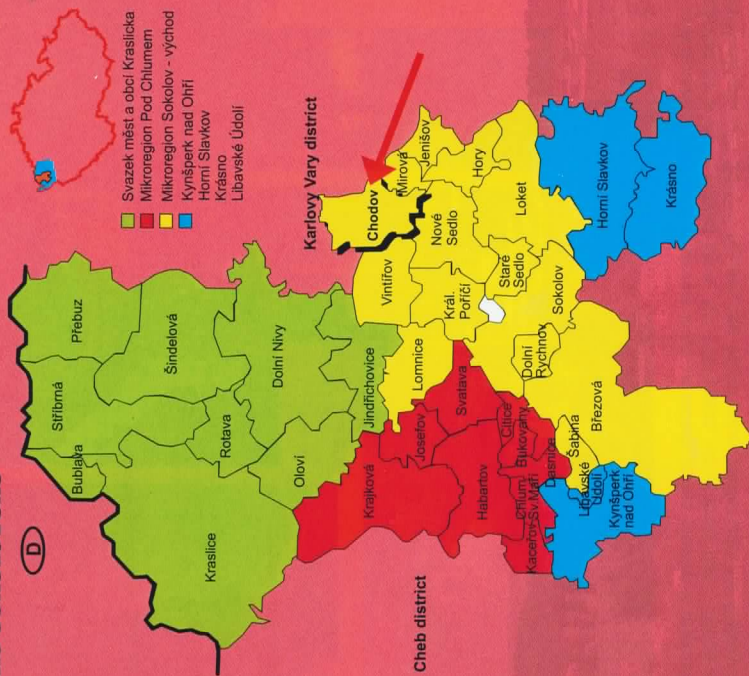 D
Svazek měst a obcí Kraslicka
Mikroregion Pod Chlumem
Mikroregion Sokolov - východ
Kynšperk nad Ohří
Horní Slavkov
Krásno
Libavské Údolí
Karlovy Vary district
Cheb district
Kraslice
Bublava
Stříbrná
Přebuz
Šindelová
Rotava
Dolní Nivy
Oloví
Jindřichovice
Krajková
Josefov
Svatava
Habartov
Citice
Bukovany
Chlum
Sv.Maří
Kaceřov
Dasnice
Šabina
Libavské
Údolí
Kynšperk
nad Ohří
Lomnice
Vintířov
Chodov
Mírová
Jenišov
Hory
Nové
Sedlo
Král.
Poříčí
Loket
Staré
Sedlo
Sokolov
Dolní
Rychnov
Březová
Horní Slavkov
Krásno